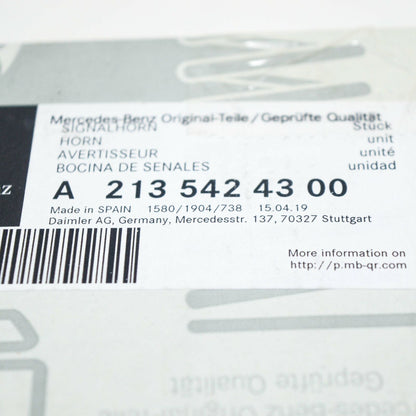 Mercedes-Benz Original-Teile/Geprüfte Qualität
SIGNALHORN Stück
HORN unit
AVERTISSEUR unité
BOCINA DE SENALES unidad
A 213 542 43 00
Made in SPAIN 1580/1904/738 15.04.19
Daimler AG, Germany, Mercedesstr. 137, 70327 Stuttgart
More information on
http://p.mb-qr.com
Geprüfte Qualität